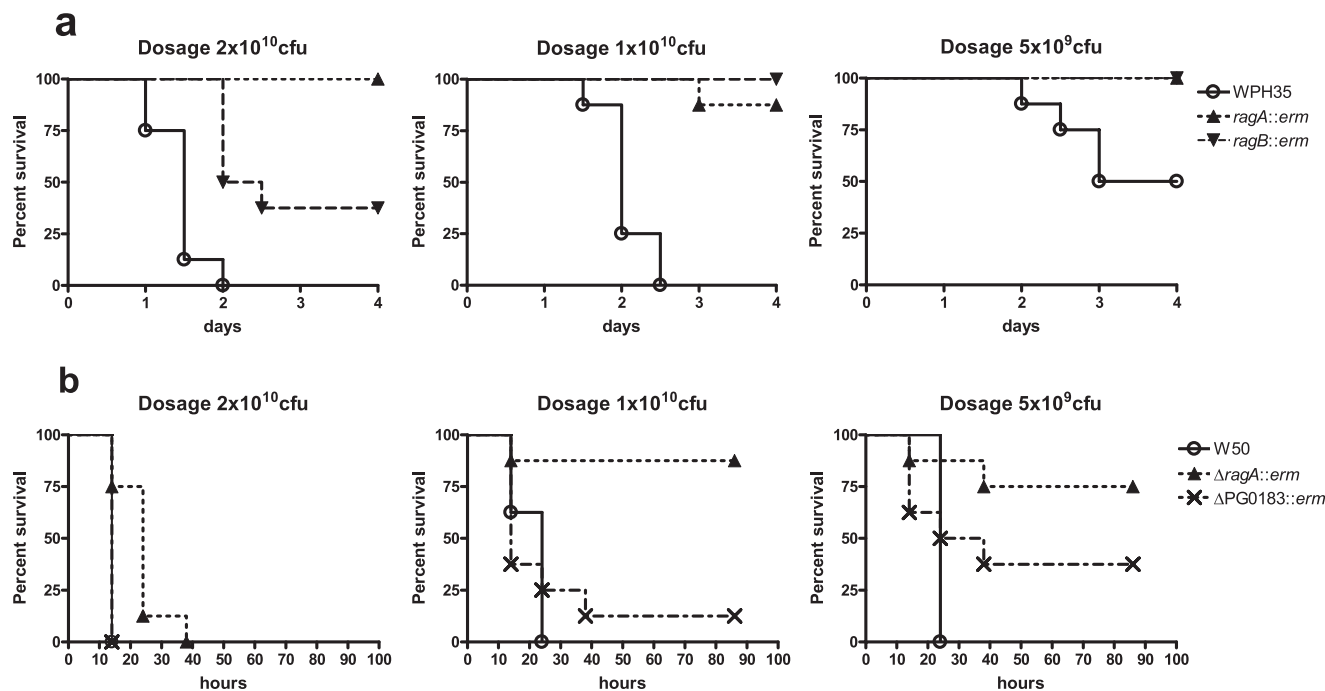 a
Dosage 2x10¹⁰cfu
Percent survival
100
75
50
25
0
0 1 2 3 4
days
Dosage 1x10¹⁰cfu
Percent survival
100
75
50
25
0
0 1 2 3 4
days
Dosage 5x10⁹cfu
Percent survival
100
75
50
25
0
0 1 2 3 4
days
WPH35
ragA::erm
ragB::erm
b
Dosage 2x10¹⁰cfu
Percent survival
100
75
50
25
0
0 10 20 30 40 50 60 70 80 90 100
hours
Dosage 1x10¹⁰cfu
Percent survival
100
75
50
25
0
0 10 20 30 40 50 60 70 80 90 100
hours
Dosage 5x10⁹cfu
Percent survival
100
75
50
25
0
0 10 20 30 40 50 60 70 80 90 100
hours
W50
ΔragA::erm
ΔPG0183::erm